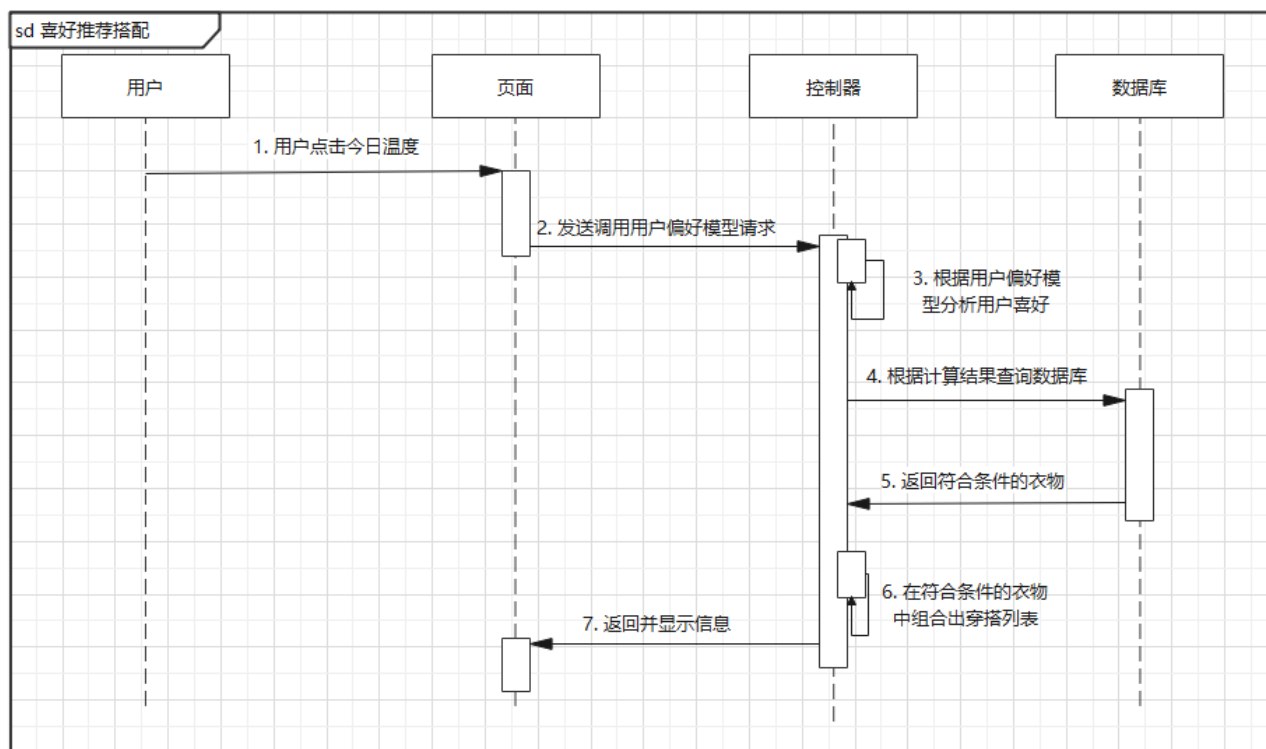 sd 喜好推荐搭配
用户
页面
控制器
数据库
1. 用户点击今日温度
2. 发送调用用户偏好模型请求
3. 根据用户偏好模
型分析用户喜好
4. 根据计算结果查询数据库
5. 返回符合条件的衣物
6. 在符合条件的衣物
中组合出穿搭列表
7. 返回并显示信息